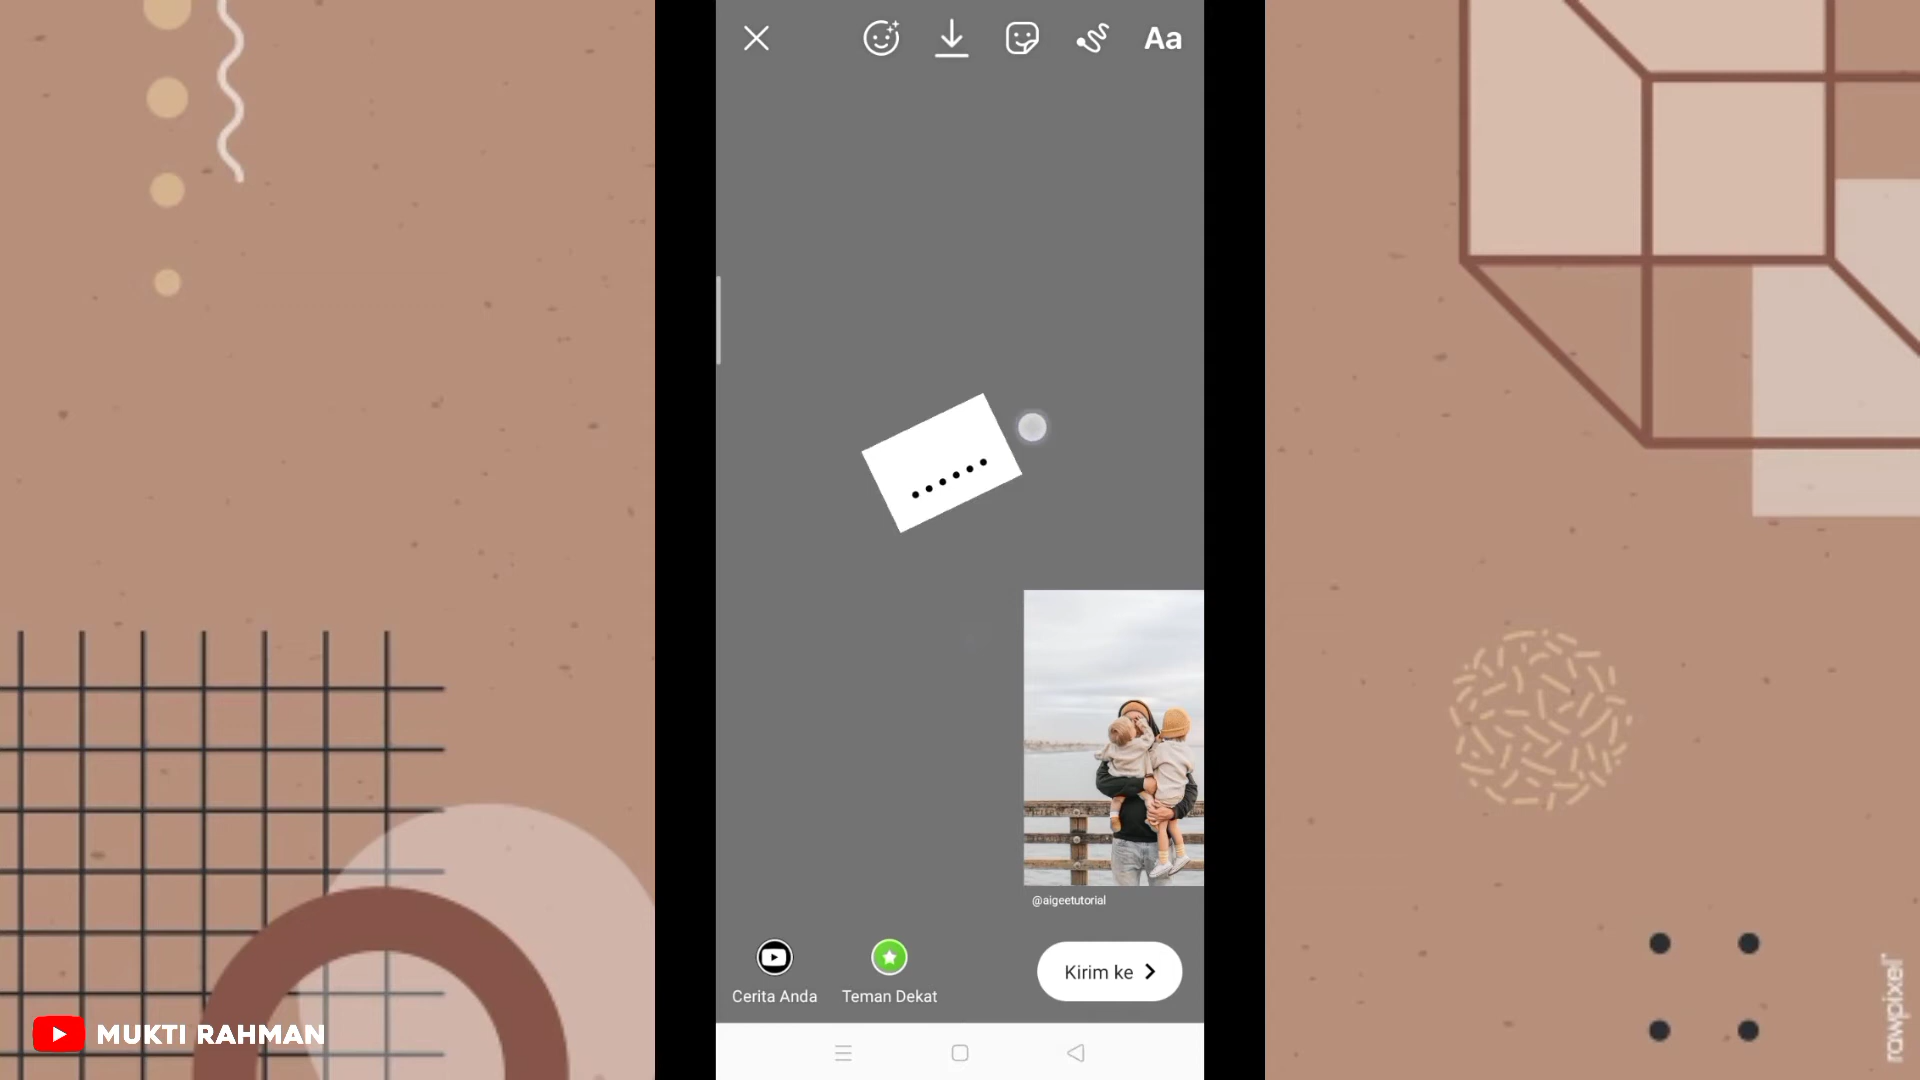 Aa
......
@aigeetutorial
Cerita Anda
Teman Dekat
Kirim ke
MUKTI RAHMAN
rawpixel